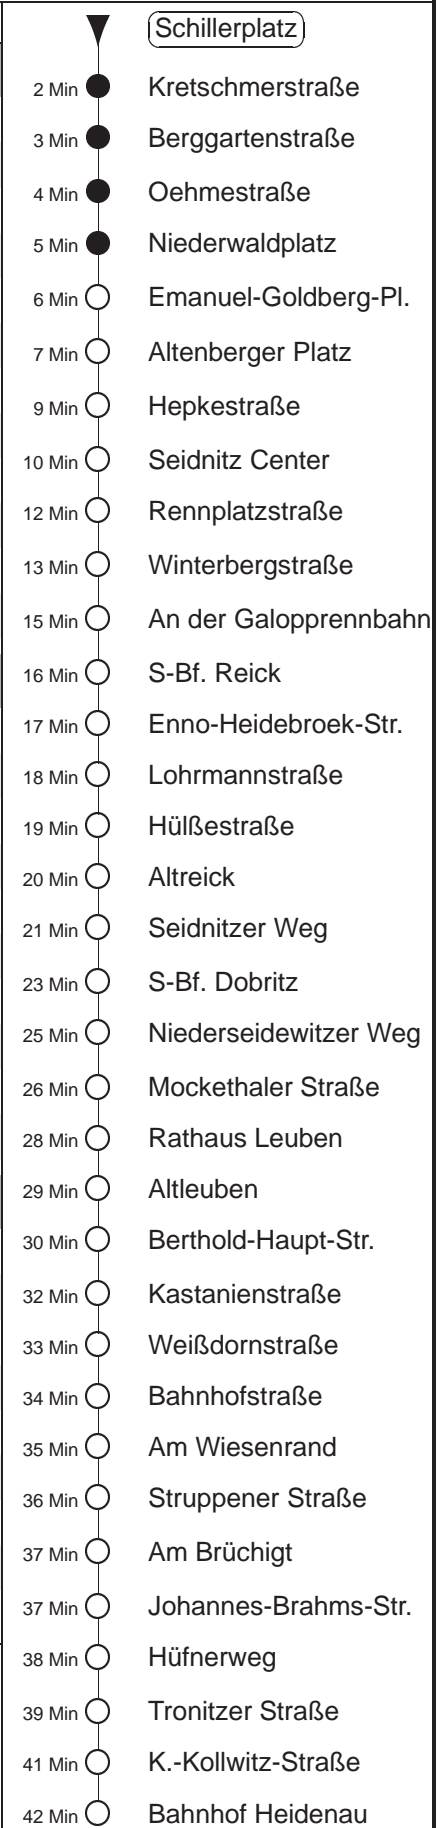 Schillerplatz
2 Min Kretschmerstraße
3 Min Berggartenstraße
4 Min Oehmestraße
5 Min Niederwaldplatz
6 Min Emanuel-Goldberg-Pl.
7 Min Altenberger Platz
9 Min Hepkestraße
10 Min Seidnitz Center
12 Min Rennplatzstraße
13 Min Winterbergstraße
15 Min An der Galopprennbahn
16 Min S-Bf. Reick
17 Min Enno-Heidebroek-Str.
18 Min Lohrmannstraße
19 Min Hülßestraße
20 Min Altreick
21 Min Seidnitzer Weg
23 Min S-Bf. Dobritz
25 Min Niederseidewitzer Weg
26 Min Mockethaler Straße
28 Min Rathaus Leuben
29 Min Altleuben
30 Min Berthold-Haupt-Str.
32 Min Kastanienstraße
33 Min Weißdornstraße
34 Min Bahnhofstraße
35 Min Am Wiesenrand
36 Min Struppener Straße
37 Min Am Brüchigt
37 Min Johannes-Brahms-Str.
38 Min Hüfnerweg
39 Min Tronitzer Straße
41 Min K.-Kollwitz-Straße
42 Min Bahnhof Heidenau